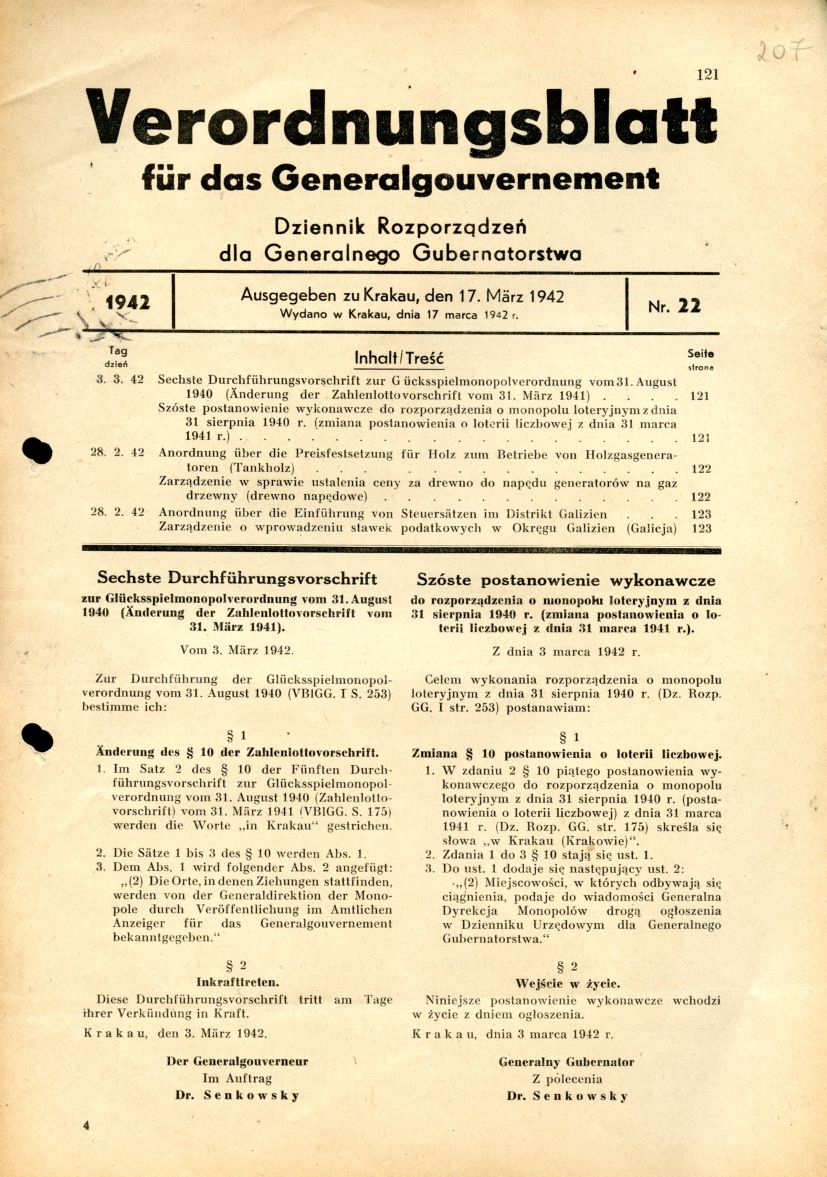 207
121
Verordnungsblatt
für das Generalgouvernement
Dziennik Rozporządzeń
dla Generalnego Gubernatorstwa
1942
Ausgegeben zu Krakau, den 17. März 1942
Wydano w Krakau, dnia 17 marca 1942 r.
Nr. 22
Tag
dzień
Inhalt/Treść
Seite
strona
3. 3. 42 Sechste Durchführungsvorschrift zur G ücksspielmonopolverordnung vom 31. August
1940 (Änderung der Zahlenlottovorschrift vom 31. März 1941) . . . . 121
Szóste postanowienie wykonawcze do rozporządzenia o monopolu loteryjnym z dnia
31 sierpnia 1940 r. (zmiana postanowienia o loterii liczbowej z dnia 31 marca
1941 r.) . . . . . . . . . . . . . . . . 121
28. 2. 42 Anordnung über die Preisfestsetzung für Holz zum Betriebe von Holzgasgenera-
toren (Tankholz) . . . . . . . . . . . . . . 122
Zarządzenie w sprawie ustalenia ceny za drewno do napędu generatorów na gaz
drzewny (drewno napędowe) . . . . . . . . . . . 122
28. 2. 42 Anordnung über die Einführung von Steuersätzen im Distrikt Galizien . . . 123
Zarządzenie o wprowadzeniu stawek podatkowych w Okręgu Galizien (Galicja) 123
Sechste Durchführungsvorschrift
zur Glücksspielmonopolverordnung vom 31. August
1940 (Änderung der Zahlenlottovorschrift vom
31. März 1941).
Vom 3. März 1942.
Zur Durchführung der Glücksspielmonopol-
verordnung vom 31. August 1940 (VBlGG. I S. 253)
bestimme ich:
§ 1
Änderung des § 10 der Zahlenlottovorschrift.
1. Im Satz 2 des § 10 der Fünften Durch-
führungsvorschrift zur Glücksspielmonopol-
verordnung vom 31. August 1940 (Zahlenlotto-
vorschrift) vom 31. März 1941 (VBlGG. S. 175)
werden die Worte „in Krakau“ gestrichen.
2. Die Sätze 1 bis 3 des § 10 werden Abs. 1.
3. Dem Abs. 1 wird folgender Abs. 2 angefügt:
„(2) Die Orte, in denen Ziehungen stattfinden,
werden von der Generaldirektion der Mono-
pole durch Veröffentlichung im Amtlichen
Anzeiger für das Generalgouvernement
bekanntgegeben.“
§ 2
Inkrafttreten.
Diese Durchführungsvorschrift tritt am Tage
ihrer Verkündung in Kraft.
Krakau, den 3. März 1942.
Der Generalgouverneur
Im Auftrag
Dr. Senkowsky
4
Szóste postanowienie wykonawcze
do rozporządzenia o monopolu loteryjnym z dnia
31 sierpnia 1940 r. (zmiana postanowienia o lo-
terii liczbowej z dnia 31 marca 1941 r.).
Z dnia 3 marca 1942 r.
Celem wykonania rozporządzenia o monopolu
loteryjnym z dnia 31 sierpnia 1940 r. (Dz. Rozp.
GG. I str. 253) postanawiam:
§ 1
Zmiana § 10 postanowienia o loterii liczbowej.
1. W zdaniu 2 § 10 piątego postanowienia wy-
konawczego do rozporządzenia o monopolu
loteryjnym z dnia 31 sierpnia 1940 r. (posta-
nowienia o loterii liczbowej) z dnia 31 marca
1941 r. (Dz. Rozp. GG. str. 175) skreśla się
słowa „w Krakau (Krakowie)“.
2. Zdania 1 do 3 § 10 stają się ust. 1.
3. Do ust. 1 dodaje się następujący ust. 2:
„(2) Miejscowości, w których odbywają się
ciągnienia, podaje do wiadomości Generalna
Dyrekcja Monopolów drogą ogłoszenia
w Dzienniku Urzędowym dla Generalnego
Gubernatorstwa.“
§ 2
Wejście w życie.
Niniejsze postanowienie wykonawcze wchodzi
w życie z dniem ogłoszenia.
Krakau, dnia 3 marca 1942 r.
Generalny Gubernator
Z polecenia
Dr. Senkowsky